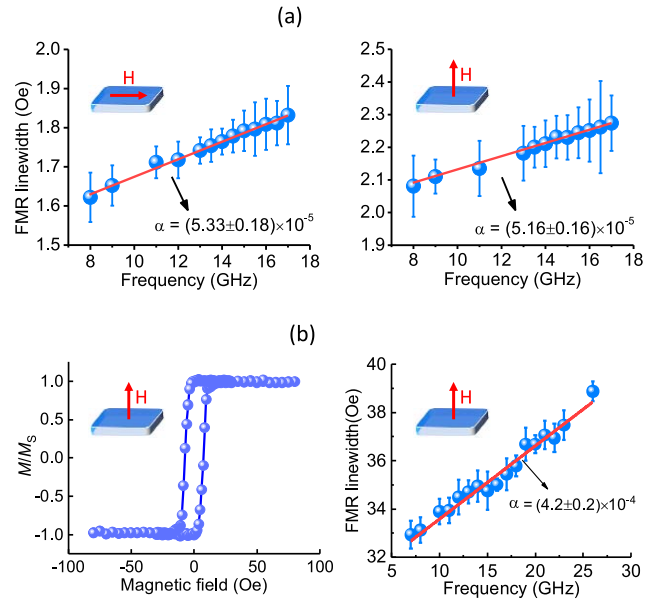 (a)
H
FMR linewidth (Oe)
1.9
1.8
1.7
1.6
1.5
α = (5.33±0.18)×10-5
8 10 12 14 16 18
Frequency (GHz)
H
2.4
2.3
2.2
2.1
2.0
1.9
α = (5.16±0.16)×10-5
8 10 12 14 16 18
Frequency (GHz)
(b)
H
M/Ms
1.0
0.5
0.0
-0.5
-1.0
-100 -50 0 50 100
Magnetic field (Oe)
H
FMR linewidth(Oe)
40
38
36
34
32
α = (4.2±0.2)×10-4
5 10 15 20 25 30
Frequency (GHz)